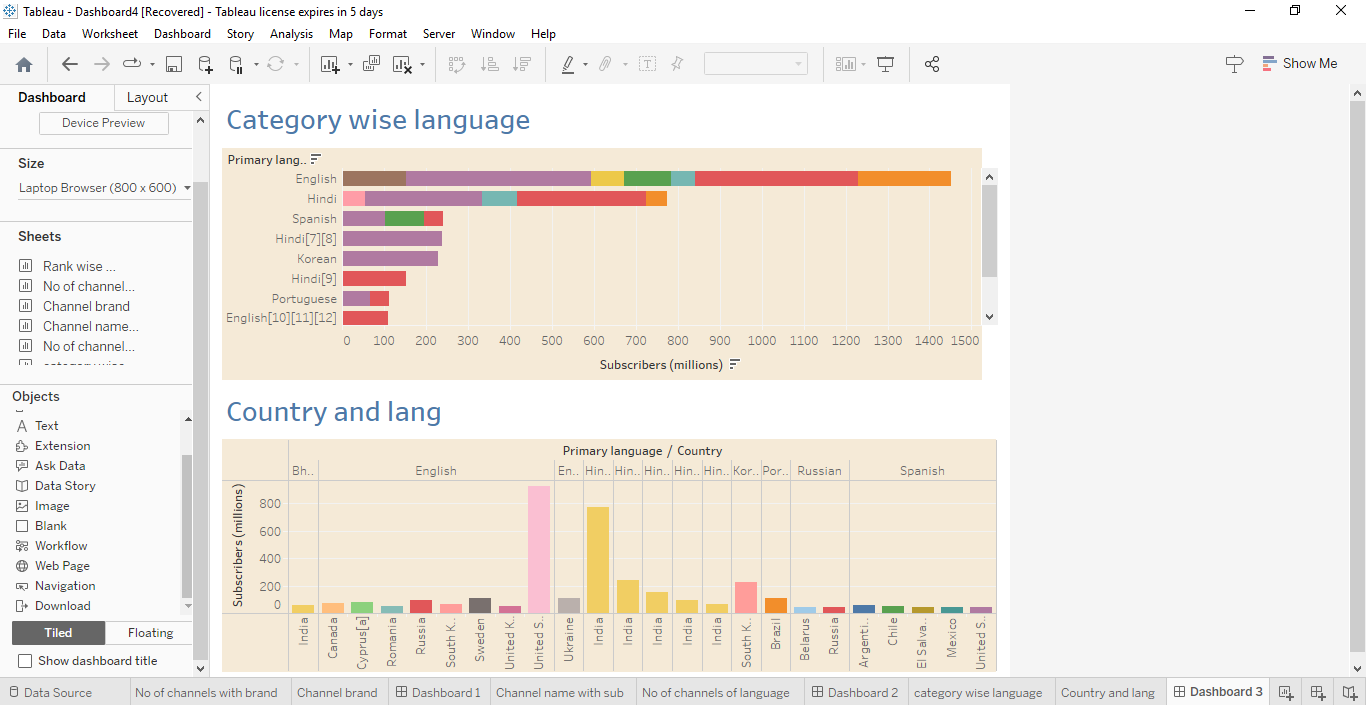 Tableau - Dashboard4 [Recovered] - Tableau license expires in 5 days
File Data Worksheet Dashboard Story Analysis Map Format Server Window Help
Show Me
Dashboard Layout
Device Preview
Size
Laptop Browser (800 x 600)
Sheets
Rank wise ...
No of channel...
Channel brand
Channel name...
No of channel...
Objects
Text
Extension
Ask Data
Data Story
Image
Blank
Workflow
Web Page
Navigation
Download
Tiled Floating
Show dashboard title
Category wise language
Primary lang..
English
Hindi
Spanish
Hindi[7][8]
Korean
Hindi[9]
Portuguese
English[10][11][12]
0 100 200 300 400 500 600 700 800 900 1000 1100 1200 1300 1400 1500
Subscribers (millions)
Country and lang
Primary language / Country
Bh.. English En.. Hin.. Hin.. Hin.. Hin.. Hin.. Kor.. Por.. Russian Spanish
Subscribers (millions)
800
600
400
200
0
India Canada Cyprus[a] Romania Russia South K.. Sweden United K.. United S.. Ukraine India India India India India South K.. Brazil Belarus Russia Argenti.. Chile El Salva.. Mexico United S..
Data Source No of channels with brand Channel brand Dashboard 1 Channel name with sub No of channels of language Dashboard 2 category wise language Country and lang Dashboard 3